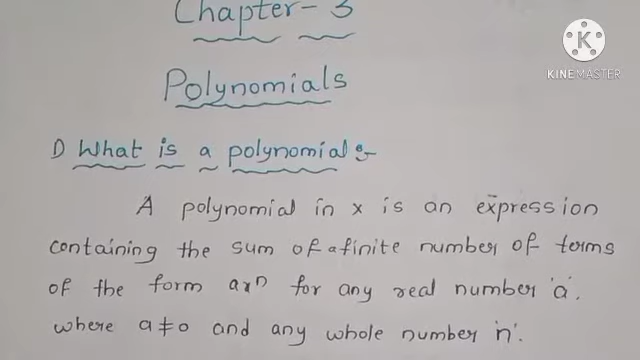 Chapter - 3
KINEMASTER
Polynomials
1) What is a polynomial :-
A polynomial in x is an expression
containing the sum of a finite number of terms
of the form axⁿ for any real number 'a'.
where a ≠ 0 and any whole number 'n'.